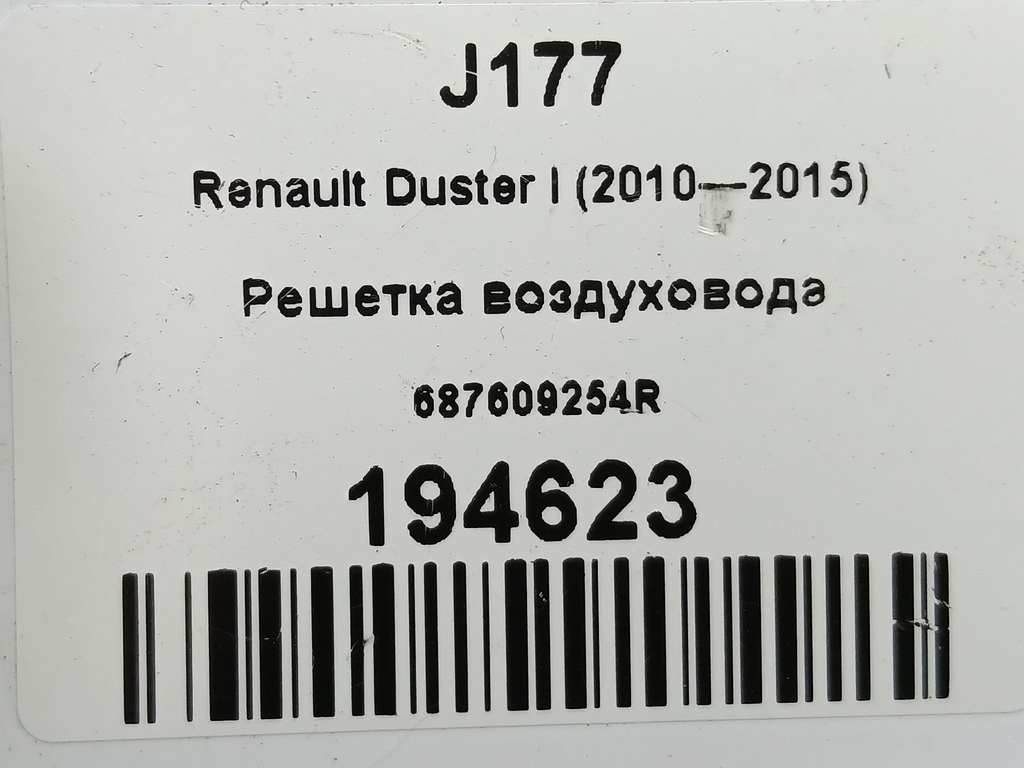 J177
Renault Duster I (2010—2015)
Решетка воздуховода
687609254R
194623